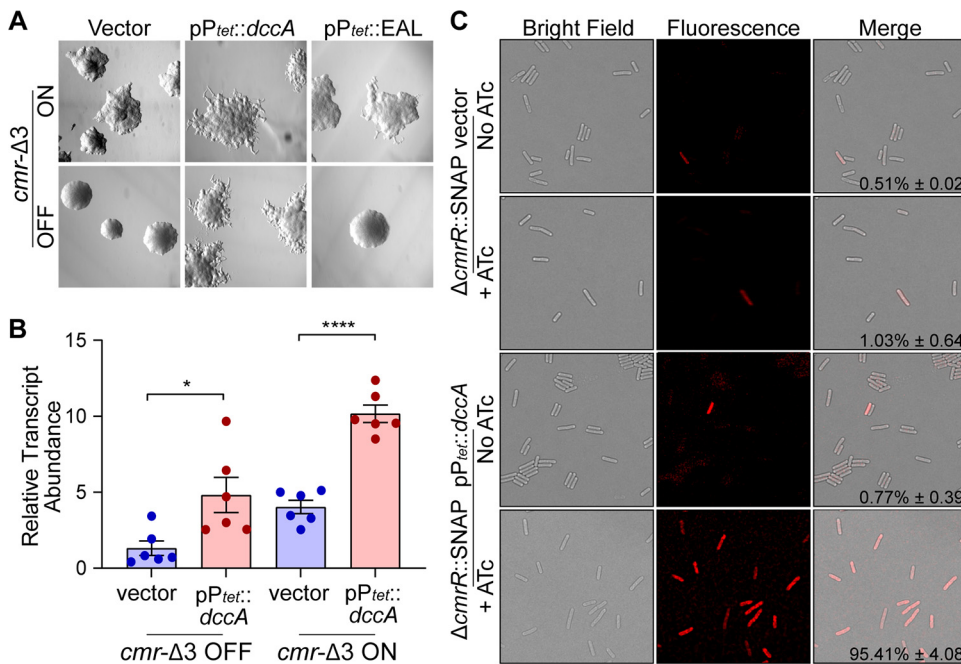 A
Vector
pPtet::dccA
pPtet::EAL
cmr-Δ3
ON
OFF
B
Relative Transcript
Abundance
15
10
5
0
*
****
vector
pPtet::
dccA
vector
pPtet::
dccA
cmr-Δ3 OFF
cmr-Δ3 ON
C
Bright Field
Fluorescence
Merge
ΔcmrR::SNAP vector
No ATc
0.51% ± 0.02
+ ATc
1.03% ± 0.64
ΔcmrR::SNAP pPtet::dccA
No ATc
0.77% ± 0.39
+ ATc
95.41% ± 4.08